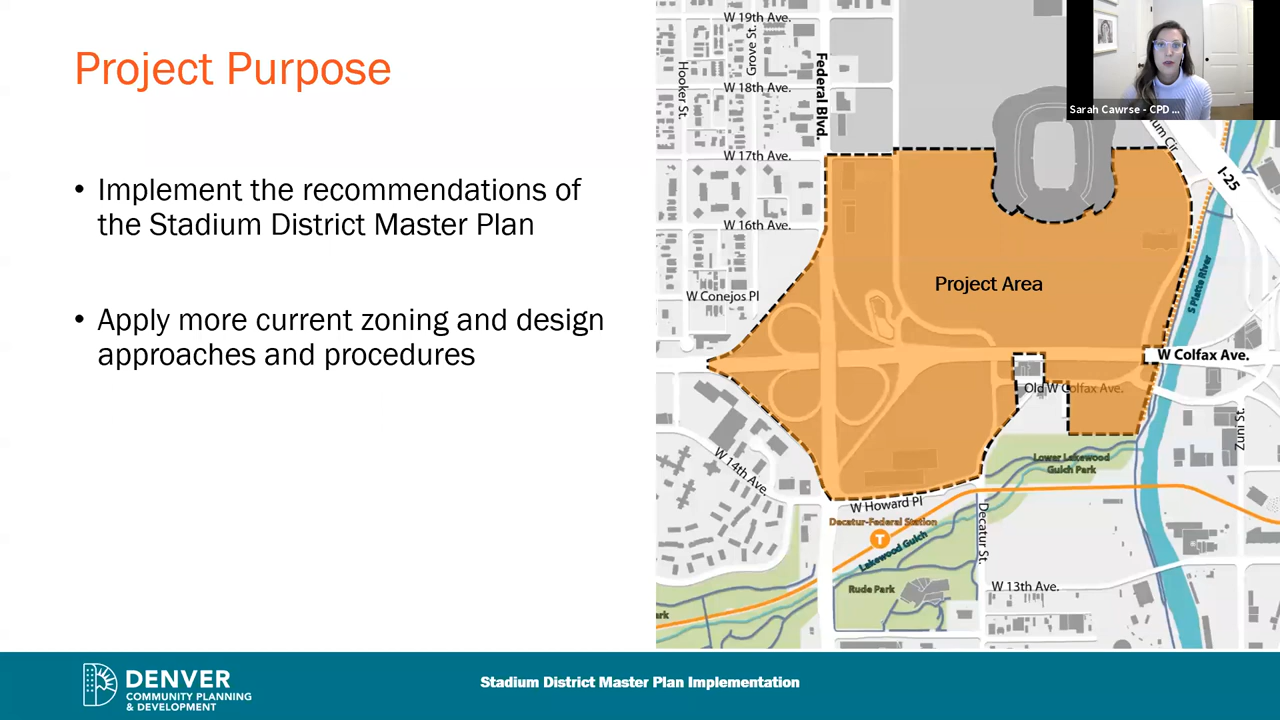 Project Purpose
• Implement the recommendations of
the Stadium District Master Plan
• Apply more current zoning and design
approaches and procedures
W 19th Ave.
Grove St.
Hooker St.
Federal Blvd.
W 18th Ave.
W 17th Ave.
W 16th Ave.
W Conejos Pl
Project Area
Sarah Cawrse - CPD ...
I-25
S Platte River
W Colfax Ave.
Old W Colfax Ave.
Zuni St.
Lower Lakewood
Gulch Park
W 14th Ave.
W Howard Pl
Decatur-Federal Station
T
Lakewood Gulch
Decatur St.
Rude Park
W 13th Ave.
DENVER
COMMUNITY PLANNING
& DEVELOPMENT
Stadium District Master Plan Implementation